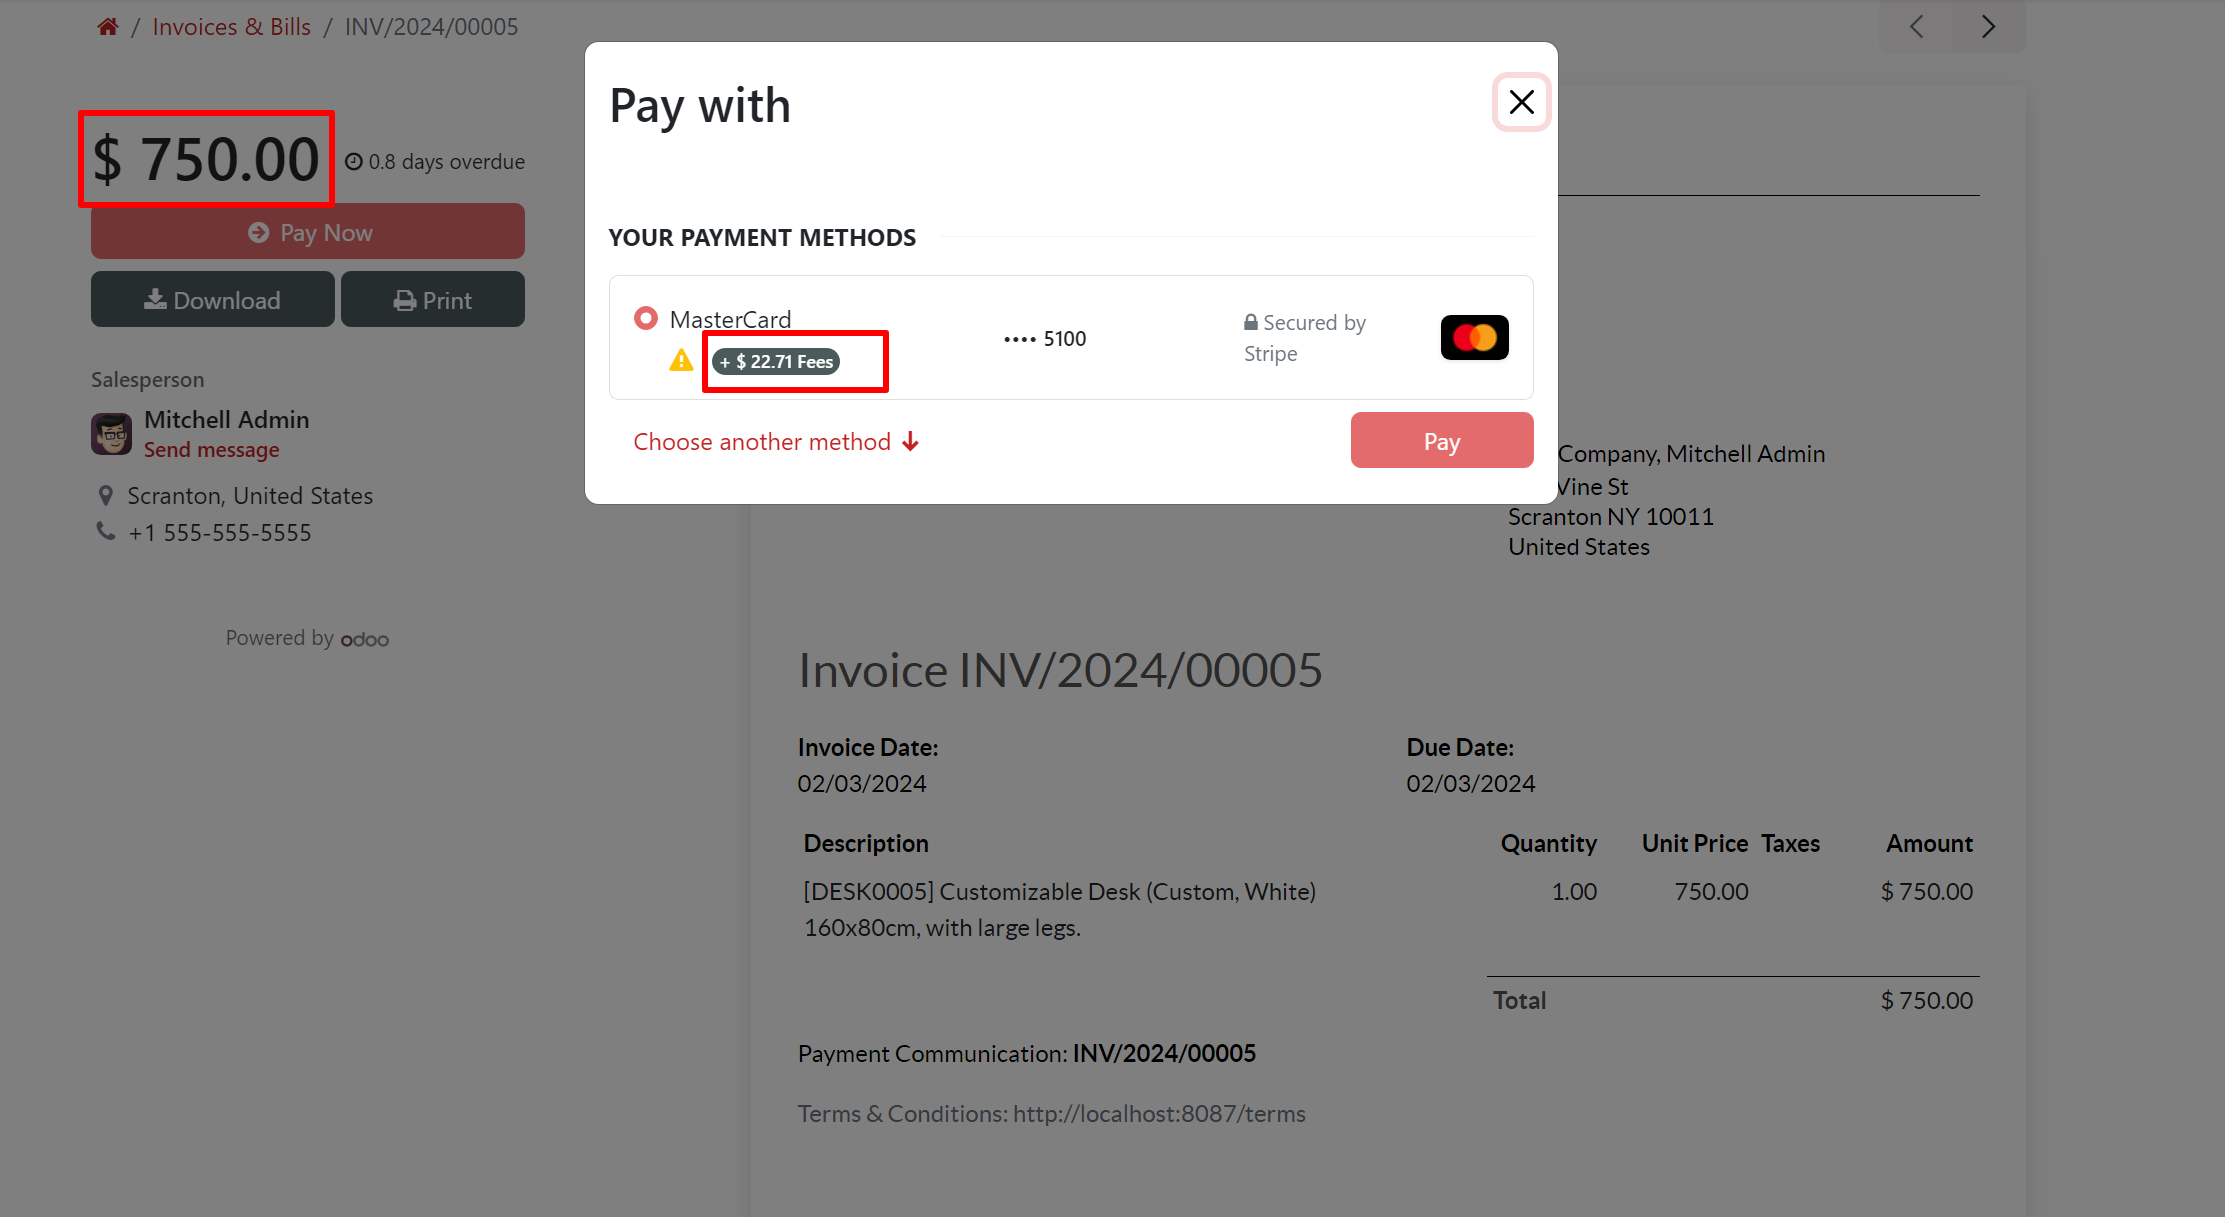 / Invoices & Bills / INV/2024/00005
$ 750.00
0.8 days overdue
Pay Now
Download
Print
Salesperson
Mitchell Admin
Send message
Scranton, United States
+1 555-555-5555
Powered by odoo
Pay with
YOUR PAYMENT METHODS
MasterCard
+ $ 22.71 Fees
•••• 5100
Secured by
Stripe
Choose another method
Pay
Company, Mitchell Admin
Vine St
Scranton NY 10011
United States
Invoice INV/2024/00005
Invoice Date:
02/03/2024
Due Date:
02/03/2024
Description Quantity Unit Price Taxes Amount
[DESK0005] Customizable Desk (Custom, White) 1.00 750.00 $ 750.00
160x80cm, with large legs.
Total $ 750.00
Payment Communication: INV/2024/00005
Terms & Conditions: http://localhost:8087/terms